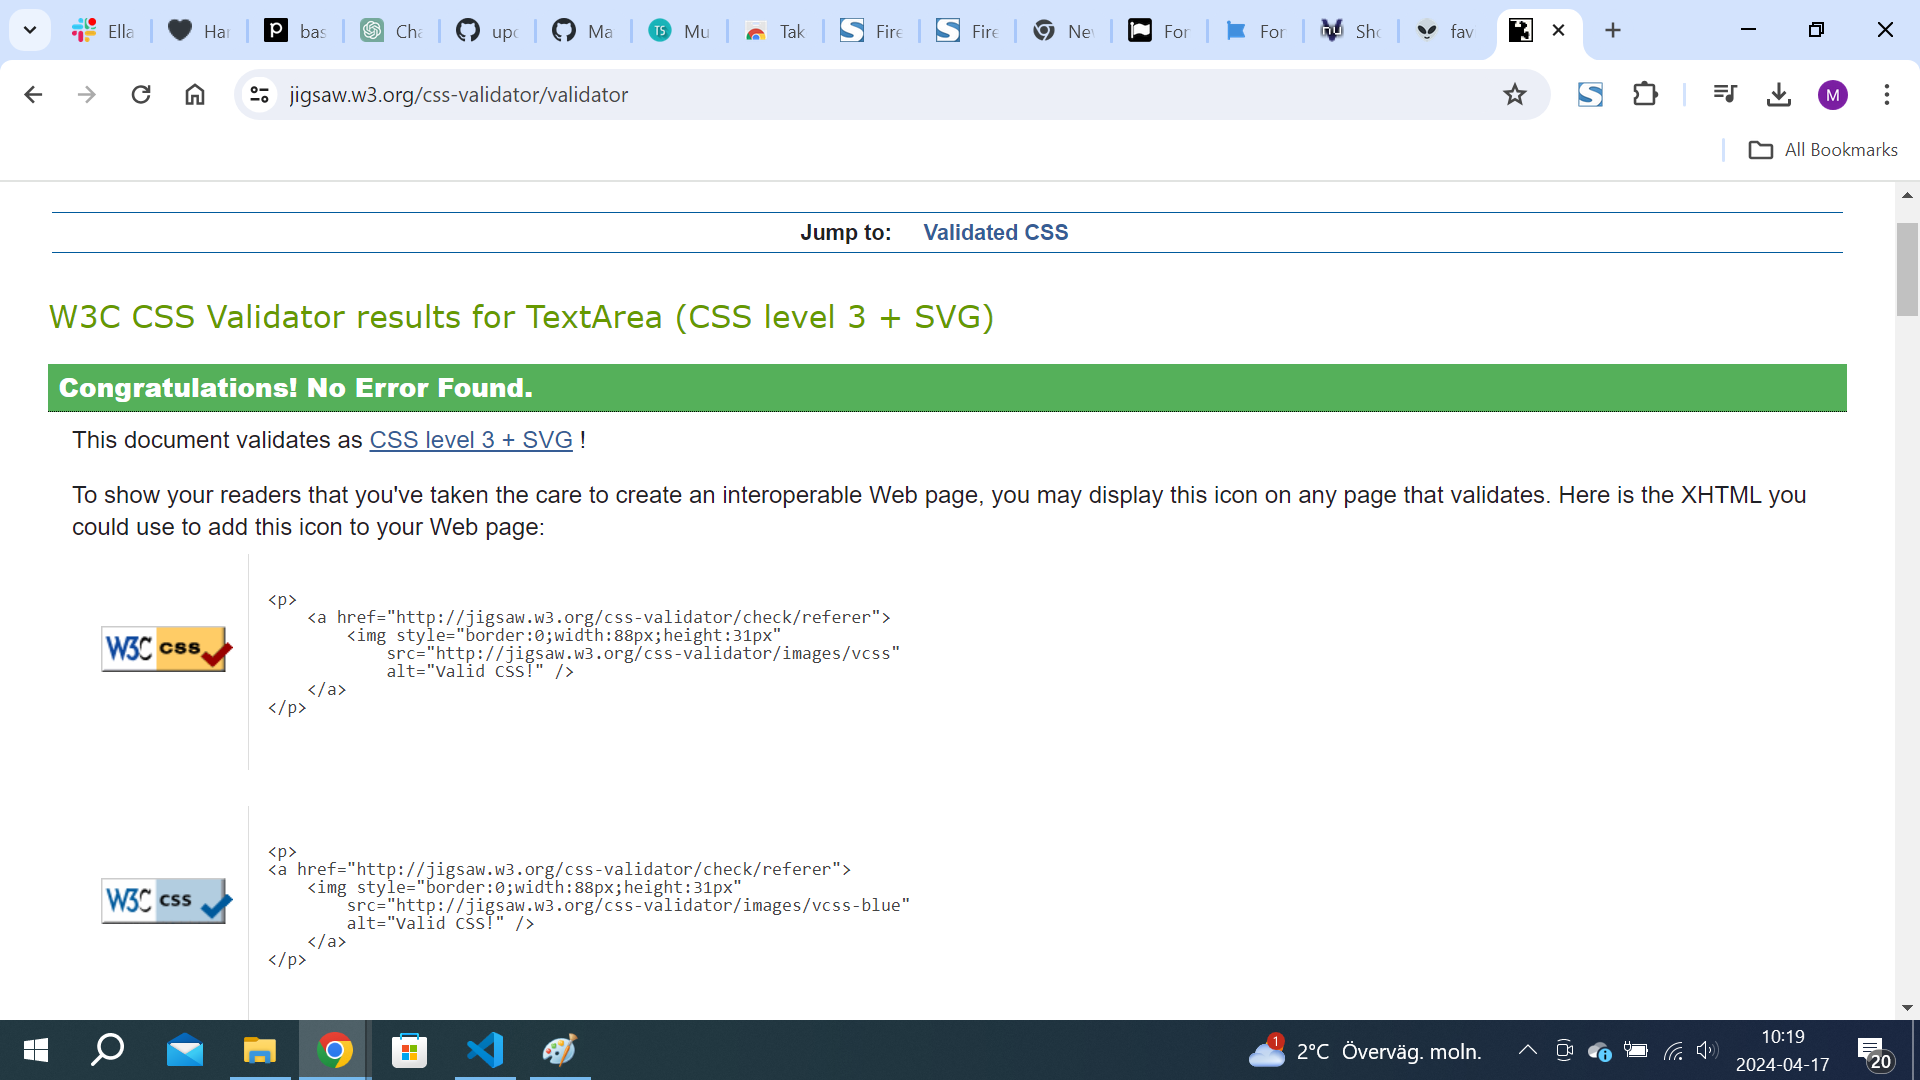 Ella
Har
bas
Cha
upd
Ma
TS
Mu
Tak
Fire
Fire
Nev
For
For
Sho
fav
jigsaw.w3.org/css-validator/validator
M
All Bookmarks
Jump to: Validated CSS
W3C CSS Validator results for TextArea (CSS level 3 + SVG)
Congratulations! No Error Found.
This document validates as CSS level 3 + SVG !
To show your readers that you've taken the care to create an interoperable Web page, you may display this icon on any page that validates. Here is the XHTML you
could use to add this icon to your Web page:
W3C css
<p>
<a href="http://jigsaw.w3.org/css-validator/check/referer">
<img style="border:0;width:88px;height:31px"
src="http://jigsaw.w3.org/css-validator/images/vcss"
alt="Valid CSS!" />
</a>
</p>
W3C css
<p>
<a href="http://jigsaw.w3.org/css-validator/check/referer">
<img style="border:0;width:88px;height:31px"
src="http://jigsaw.w3.org/css-validator/images/vcss-blue"
alt="Valid CSS!" />
</a>
</p>
1
2°C Överväg. moln.
10:19
2024-04-17
20